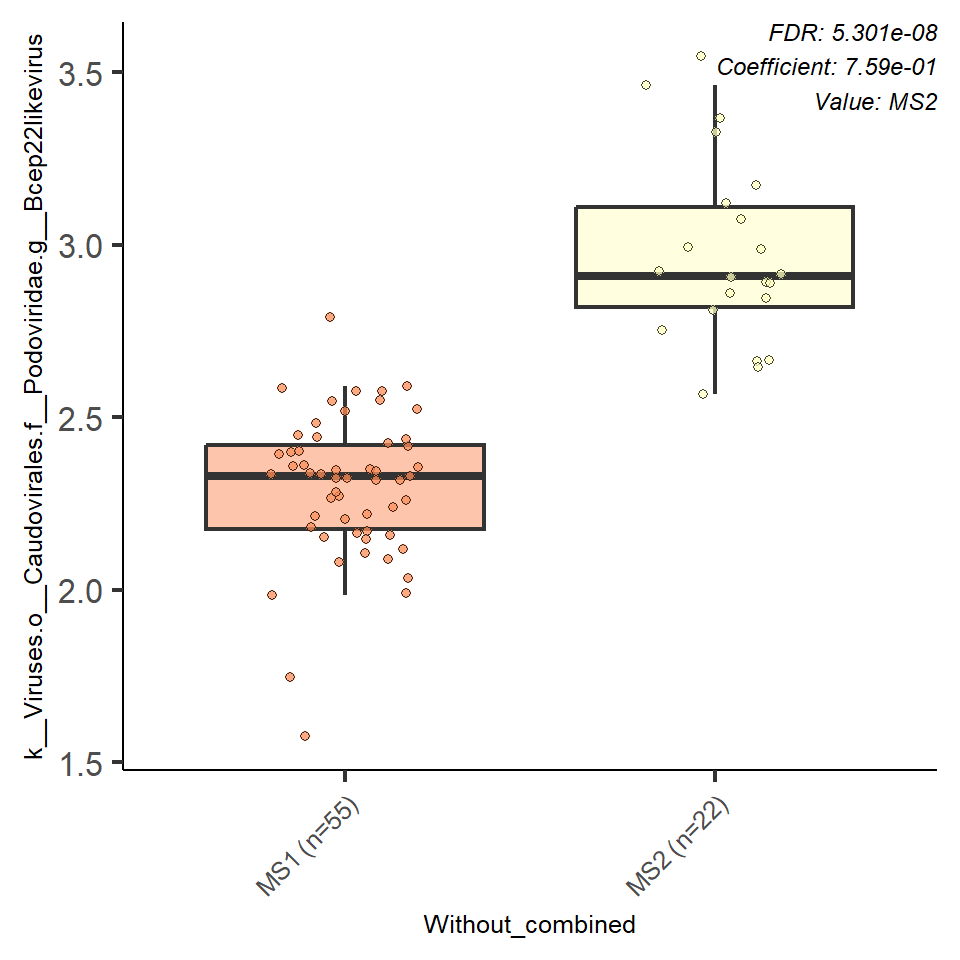 FDR: 5.301e-08
Coefficient: 7.59e-01
Value: MS2
k__Viruses.o__Caudovirales.f__Podoviridae.g__Bcep22likevirus
3.5
3.0
2.5
2.0
1.5
MS1 (n=55)
MS2 (n=22)
Without_combined